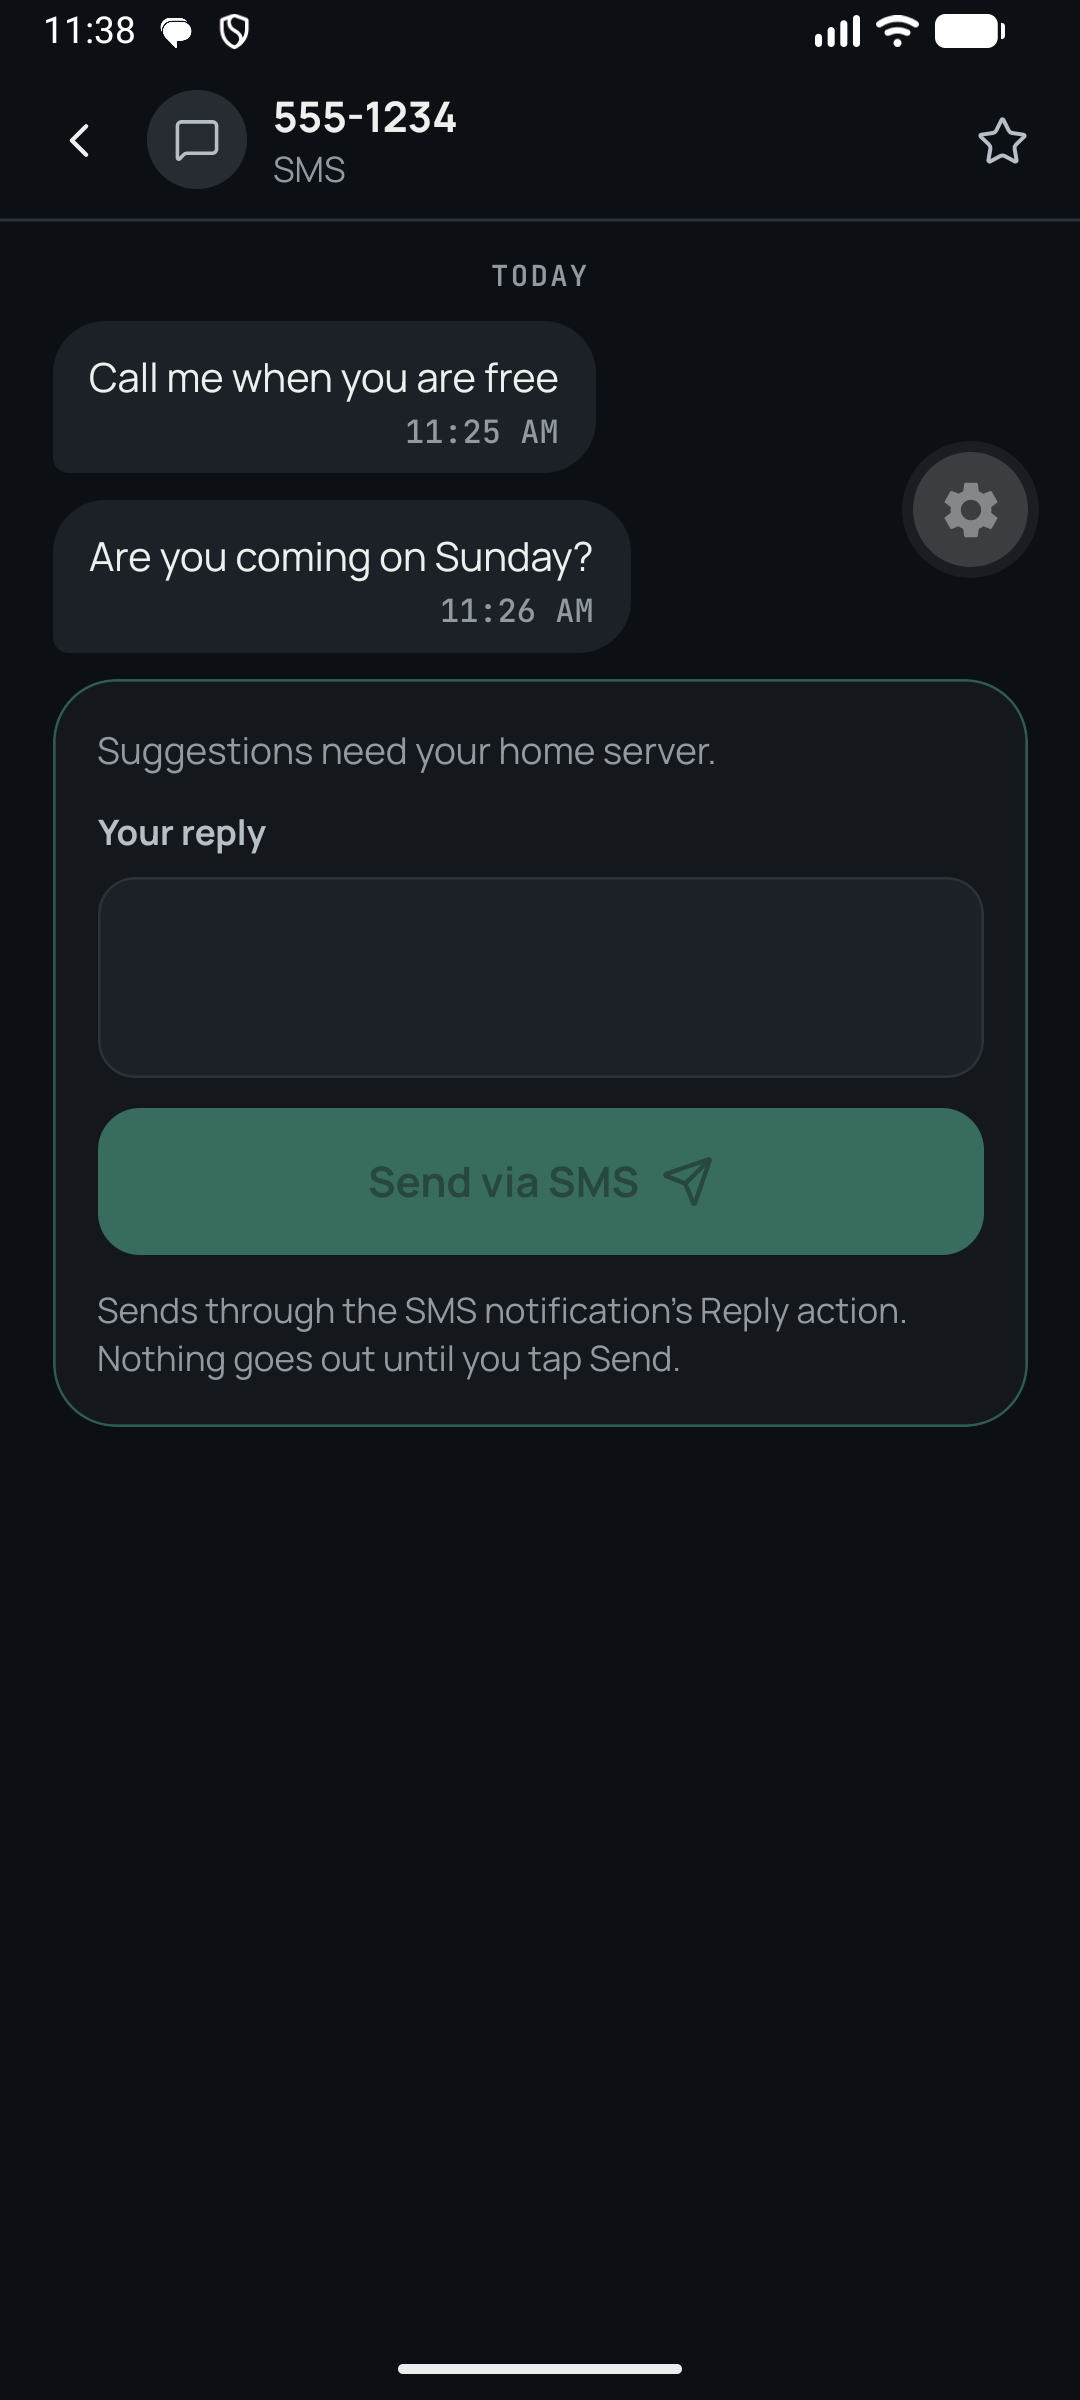 11:38
555-1234
SMS
TODAY
Call me when you are free
11:25 AM
Are you coming on Sunday?
11:26 AM
Suggestions need your home server.
Your reply
Send via SMS
Sends through the SMS notification's Reply action.
Nothing goes out until you tap Send.